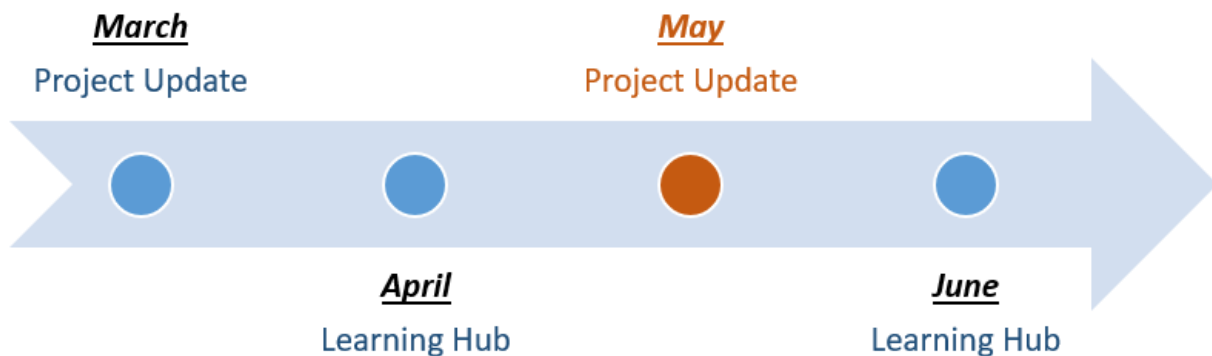 March
Project Update
May
Project Update
April
Learning Hub
June
Learning Hub